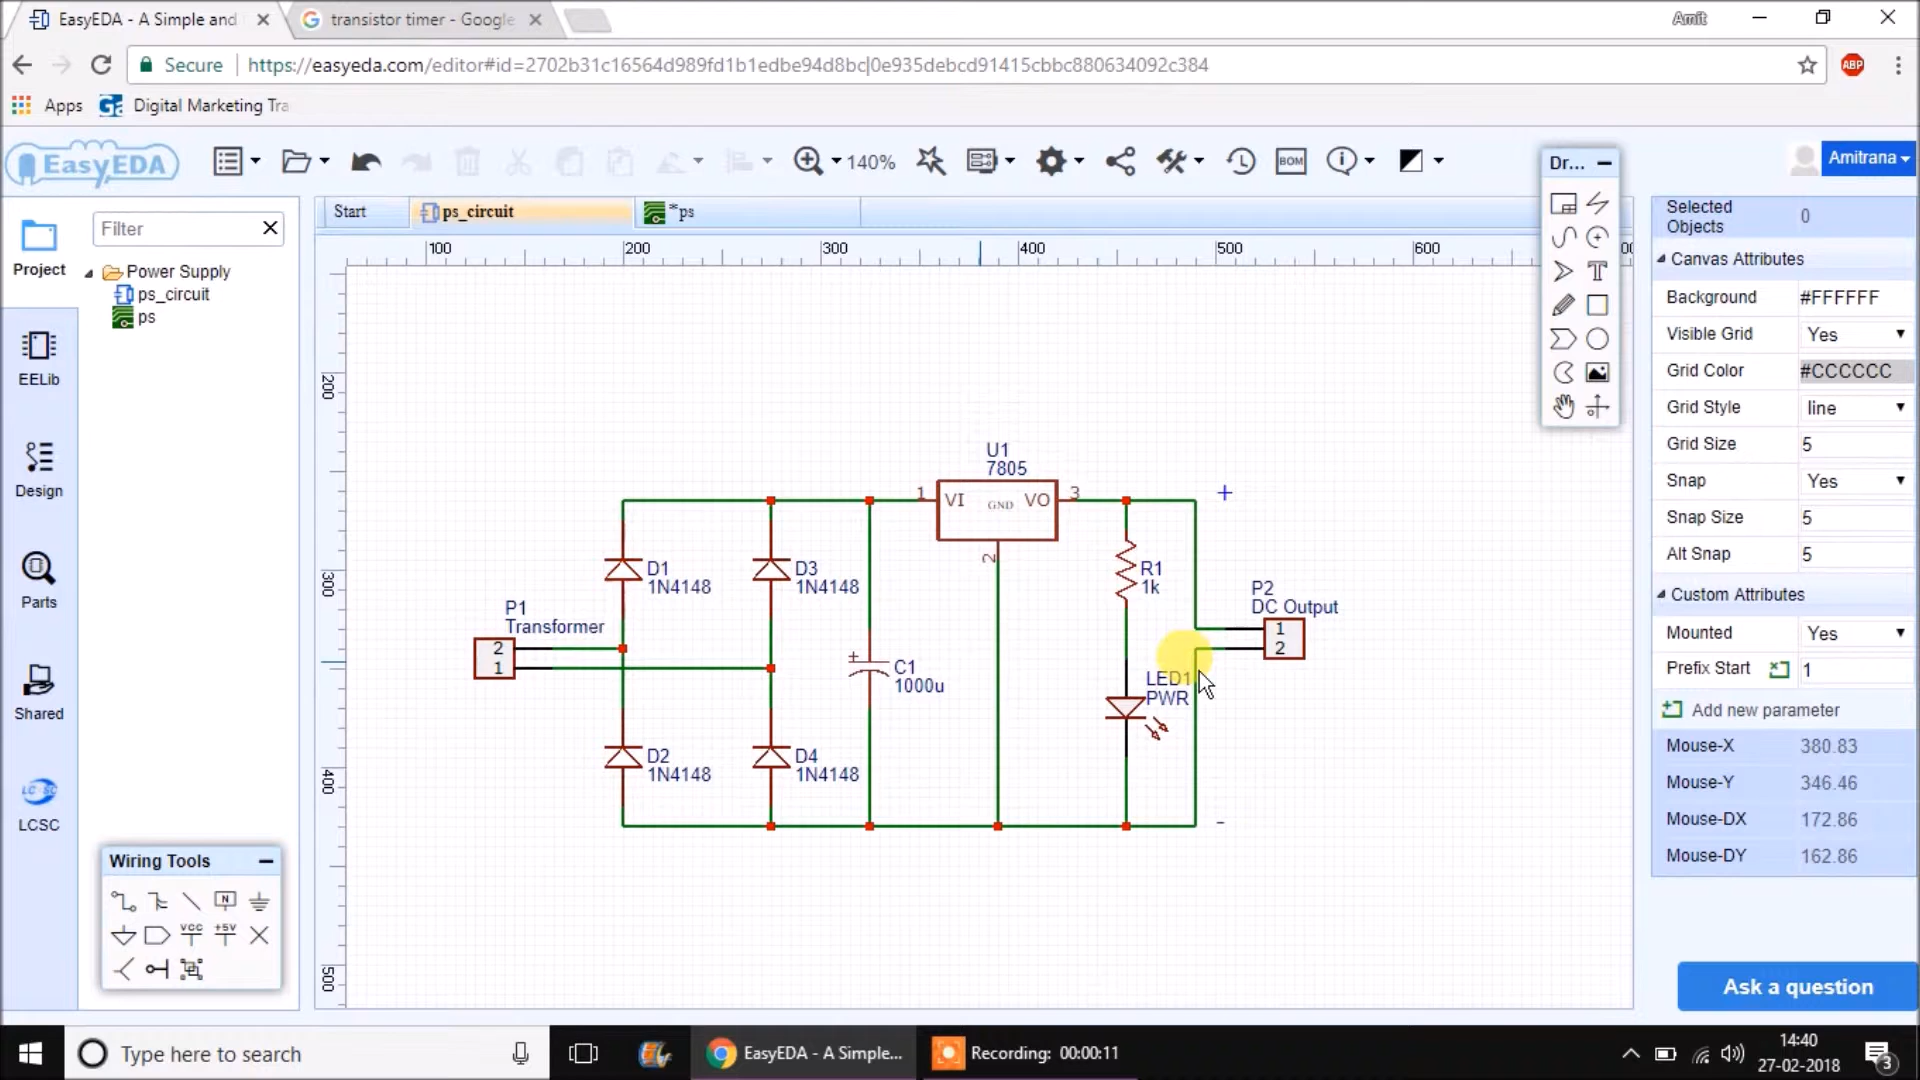 EasyEDA - A Simple and
transistor timer - Google
Amit
Secure
https://easyeda.com/editor#id=2702b31c16564d989fd1b1edbe94d8bc|0e935debcd91415cbbc880634092c384
ABP
Apps
Digital Marketing Tra
EasyEDA
140%
BOM
Dr...
Amitrana
Start
ps_circuit
*ps
Filter
Project
Power Supply
ps_circuit
ps
EELib
Design
Parts
Shared
LCSC
100
200
300
400
500
600
200
300
400
500
U1
7805
1
VI
GND
VO
3
2
+
D1
1N4148
D3
1N4148
R1
1k
P2
DC Output
1
2
P1
Transformer
2
1
C1
1000u
+
LED1
PWR
D2
1N4148
D4
1N4148
-
Wiring Tools
N
VCC
+5V
Selected
Objects
0
Canvas Attributes
Background
#FFFFFF
Visible Grid
Yes
Grid Color
#CCCCCC
Grid Style
line
Grid Size
5
Snap
Yes
Snap Size
5
Alt Snap
5
Custom Attributes
Mounted
Yes
Prefix Start
1
Add new parameter
Mouse-X
380.83
Mouse-Y
346.46
Mouse-DX
172.86
Mouse-DY
162.86
Ask a question
Type here to search
EasyEDA - A Simple...
Recording: 00:00:11
14:40
27-02-2018
3